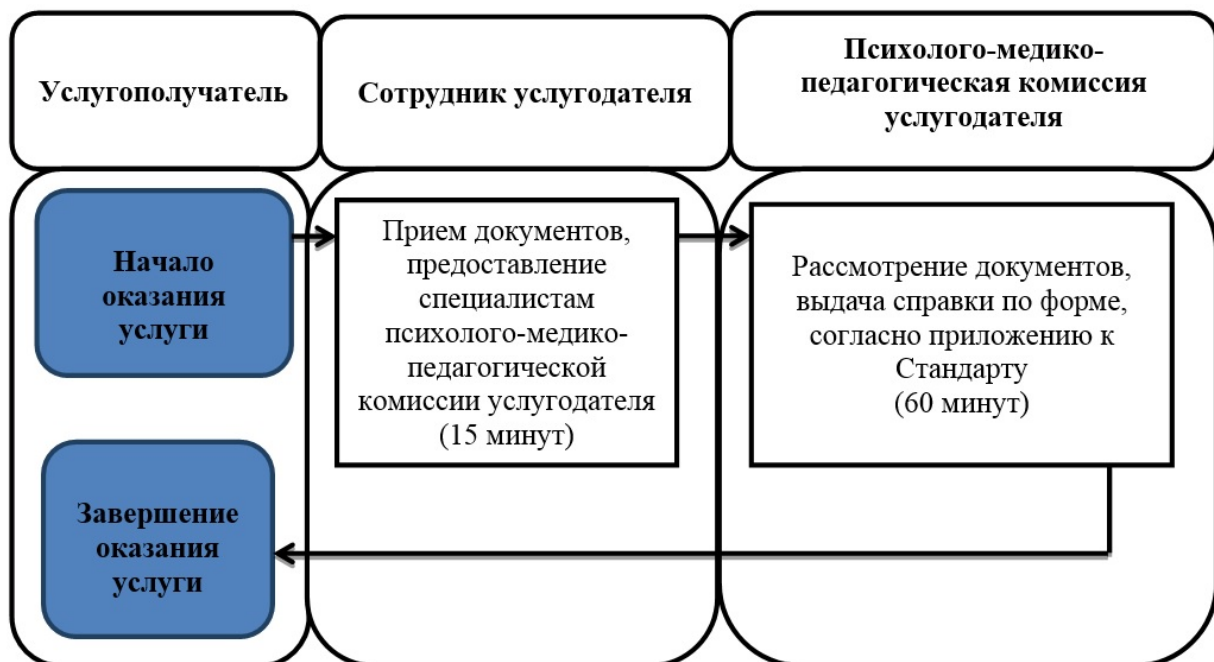 Услугополучатель
Сотрудник услугодателя
Психолого-медико-
педагогическая комиссия
услугодателя
Начало
оказания
услуги
Прием документов,
предоставление
специалистам
психолого-медико-
педагогической
комиссии услугодателя
(15 минут)
Рассмотрение документов,
выдача справки по форме,
согласно приложению к
Стандарту
(60 минут)
Завершение
оказания
услуги